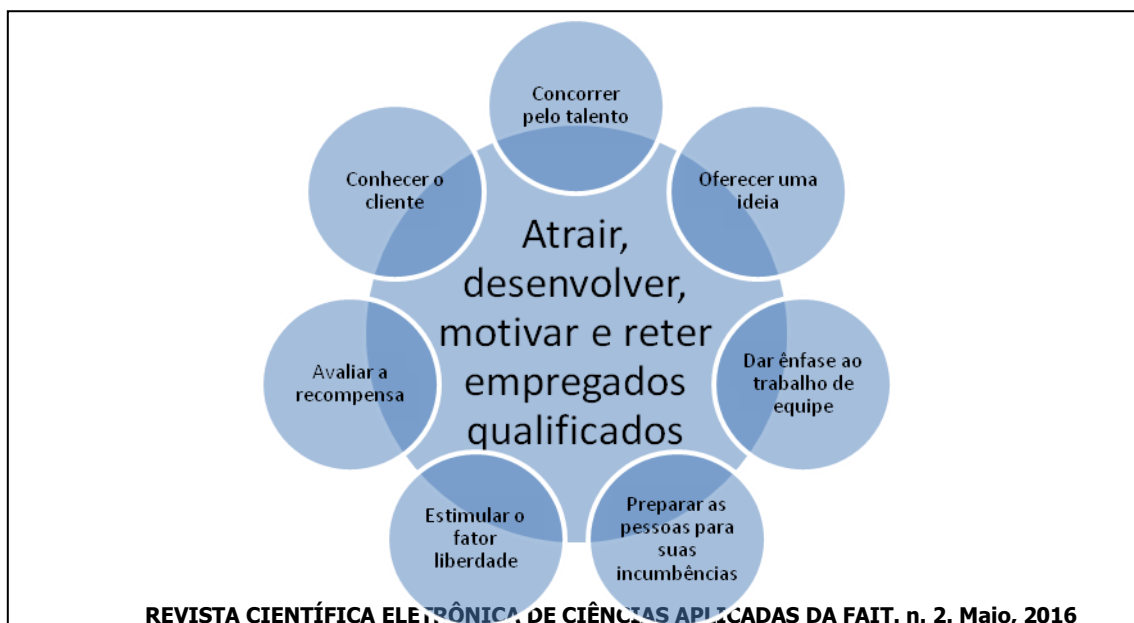 Concorrer
pelo talento
Oferecer uma
ideia
Dar ênfase ao
trabalho de
equipe
Preparar as
pessoas para
suas
incumbências
Estimular o
fator
liberdade
Avaliar a
recompensa
Conhecer o
cliente
Atrair,
desenvolver,
motivar e reter
empregados
qualificados
REVISTA CIENTÍFICA ELETRÔNICA DE CIÊNCIAS APLICADAS DA FAIT. n. 2. Maio, 2016